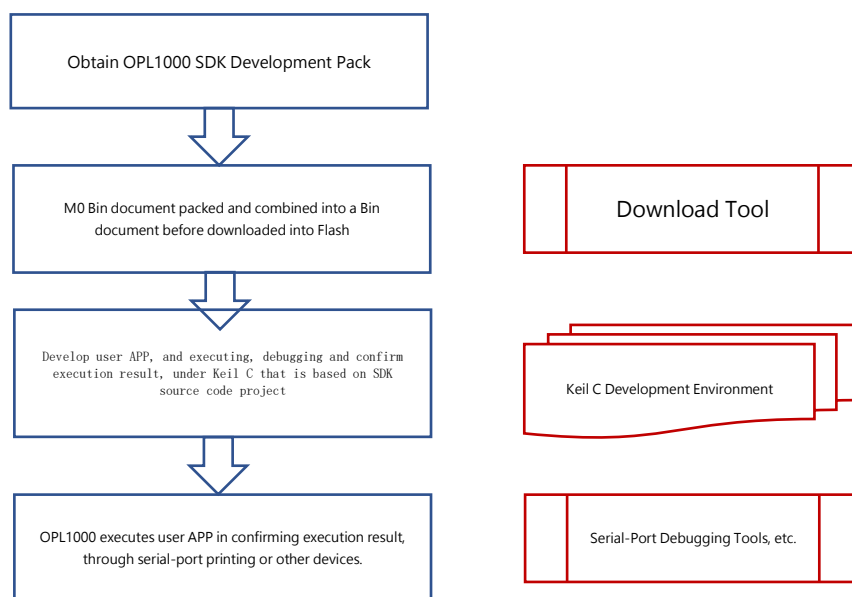 Obtain OPL1000 SDK Development Pack
M0 Bin document packed and combined into a Bin
document before downloaded into Flash
Download Tool
Develop user APP, and executing, debugging and confirm
execution result, under Keil C that is based on SDK
source code project
Keil C Development Environment
OPL1000 executes user APP in confirming execution result,
through serial-port printing or other devices.
Serial-Port Debugging Tools, etc.